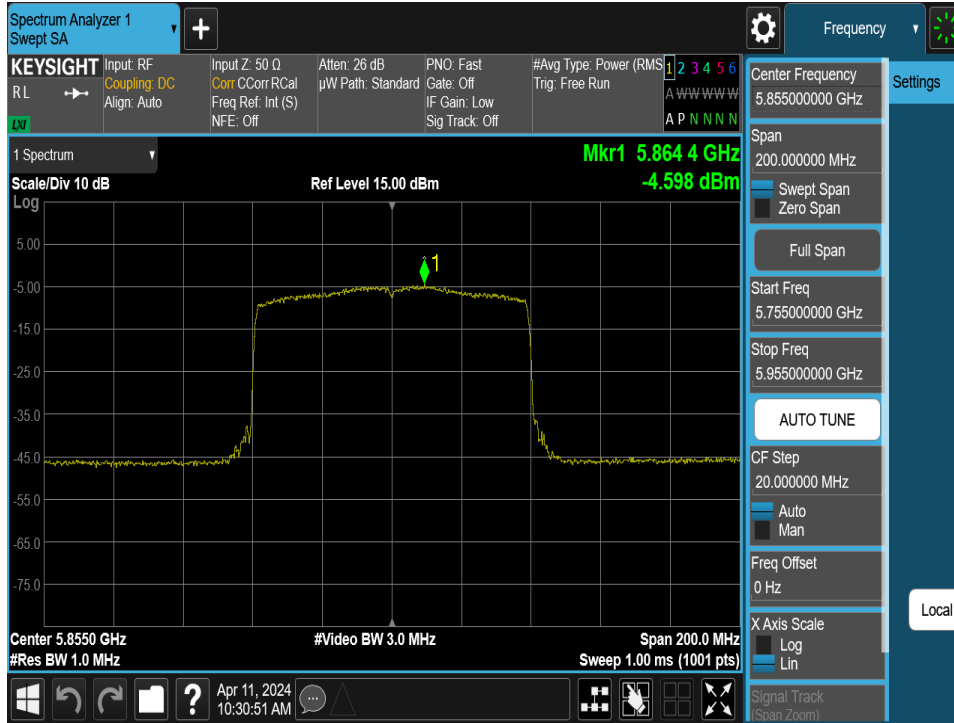 Spectrum Analyzer 1
Swept SA
+
Frequency
KEYSIGHT
RL
LXI
Input: RF
Coupling: DC
Align: Auto
Input Z: 50 Ω
Corr CCorr RCal
Freq Ref: Int (S)
NFE: Off
Atten: 26 dB
µW Path: Standard
PNO: Fast
Gate: Off
IF Gain: Low
Sig Track: Off
#Avg Type: Power (RMS
Trig: Free Run
1 2 3 4 5 6
A W W W W W
A P N N N N
1 Spectrum
Scale/Div 10 dB
Log
Ref Level 15.00 dBm
Mkr1 5.864 4 GHz
-4.598 dBm
1
5.00
-5.00
-15.0
-25.0
-35.0
-45.0
-55.0
-65.0
-75.0
Center 5.8550 GHz
#Res BW 1.0 MHz
#Video BW 3.0 MHz
Span 200.0 MHz
Sweep 1.00 ms (1001 pts)
Center Frequency
5.855000000 GHz
Span
200.000000 MHz
Swept Span
Zero Span
Full Span
Start Freq
5.755000000 GHz
Stop Freq
5.955000000 GHz
AUTO TUNE
CF Step
20.000000 MHz
Auto
Man
Freq Offset
0 Hz
X Axis Scale
Log
Lin
Signal Track
(Span Zoom)
Settings
Local
?
Apr 11, 2024
10:30:51 AM